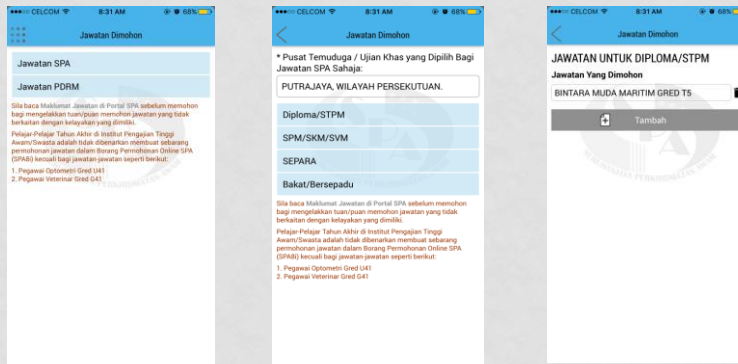 CELCOM 8:31 AM 68%
Jawatan Dimohon
Jawatan SPA
Jawatan PDRM
Sila baca Maklumat Jawatan di Portal SPA sebelum memohon
bagi mengelakkan tuan/puan memohon jawatan yang tidak
berkaitan dengan kelayakan yang dimiliki.
Pelajar-Pelajar Tahun Akhir di Institut Pengajian Tinggi
Awam/Swasta adalah tidak dibenarkan membuat sebarang
permohonan jawatan dalam Borang Permohonan Online SPA
(SPA8i) kecuali bagi jawatan-jawatan seperti berikut:
1. Pegawai Optometri Gred U41
2. Pegawai Veterinar Gred G41
CELCOM 8:31 AM 68%
Jawatan Dimohon
* Pusat Temuduga / Ujian Khas yang Dipilih Bagi
Jawatan SPA Sahaja:
PUTRAJAYA, WILAYAH PERSEKUTUAN.
Diploma/STPM
SPM/SKM/SVM
SEPARA
Bakat/Bersepadu
Sila baca Maklumat Jawatan di Portal SPA sebelum memohon
bagi mengelakkan tuan/puan memohon jawatan yang tidak
berkaitan dengan kelayakan yang dimiliki.
Pelajar-Pelajar Tahun Akhir di Institut Pengajian Tinggi
Awam/Swasta adalah tidak dibenarkan membuat sebarang
permohonan jawatan dalam Borang Permohonan Online SPA
(SPA8i) kecuali bagi jawatan-jawatan seperti berikut:
1. Pegawai Optometri Gred U41
2. Pegawai Veterinar Gred G41
CELCOM 8:31 AM 68%
Jawatan Dimohon
JAWATAN UNTUK DIPLOMA/STPM
Jawatan Yang Dimohon
BINTARA MUDA MARITIM GRED T5
Tambah